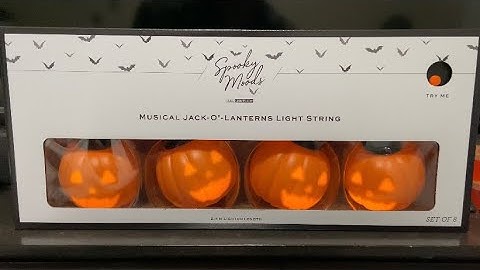 Spooky
Moods
TRY ME
MUSICAL JACK-O'-LANTERNS LIGHT STRING
SET OF 8